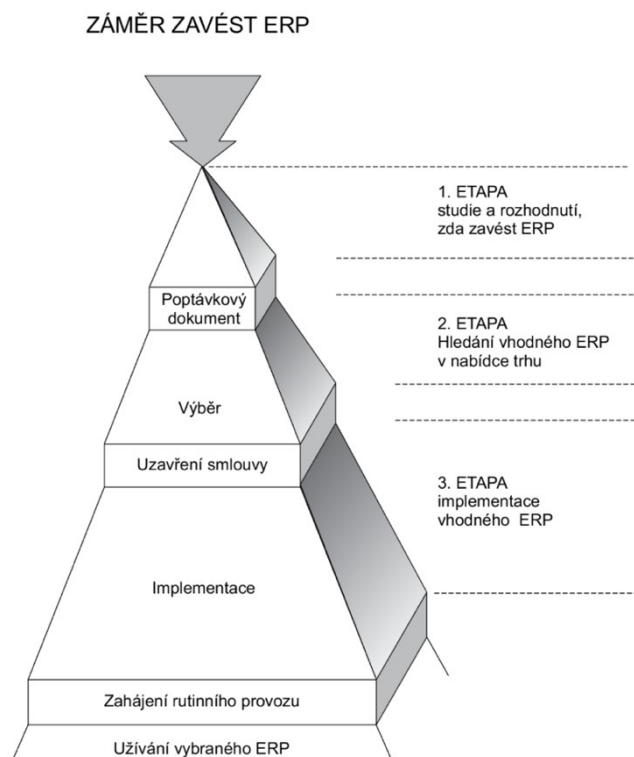 ZÁMĚR ZAVÉST ERP
1. ETAPA
studie a rozhodnutí,
zda zavést ERP
Poptávkový
dokument
2. ETAPA
Hledání vhodného ERP
v nabídce trhu
Výběr
Uzavření smlouvy
3. ETAPA
implementace
vhodného ERP
Implementace
Zahájení rutinního provozu
Užívání vybraného ERP